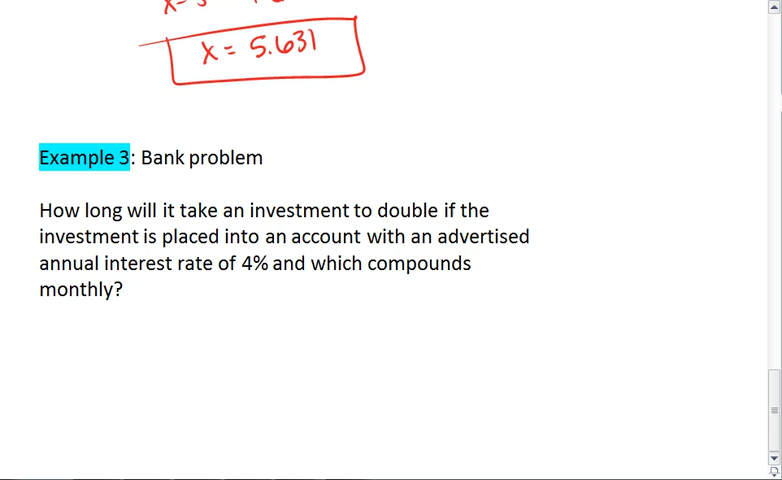 x = 5.631
Example 3: Bank problem
How long will it take an investment to double if the
investment is placed into an account with an advertised
annual interest rate of 4% and which compounds
monthly?